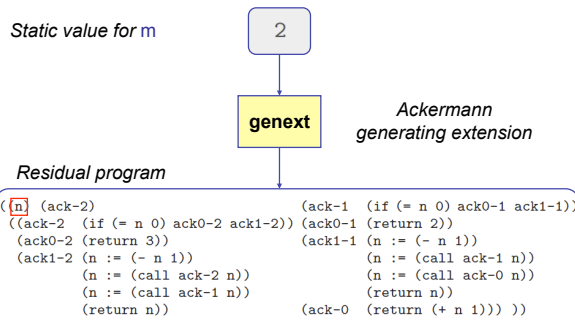 Static value for m
2
genext
Ackermann
generating extension
Residual program
((n) (ack-2)
((ack-2 (if (= n 0) ack0-2 ack1-2))
(ack0-2 (return 3))
(ack1-2 (n := (- n 1))
(n := (call ack-2 n))
(n := (call ack-1 n))
(return n))
(ack-1 (if (= n 0) ack0-1 ack1-1))
(ack0-1 (return 2))
(ack1-1 (n := (- n 1))
(n := (call ack-1 n))
(n := (call ack-0 n))
(return n))
(ack-0 (return (+ n 1))) ))